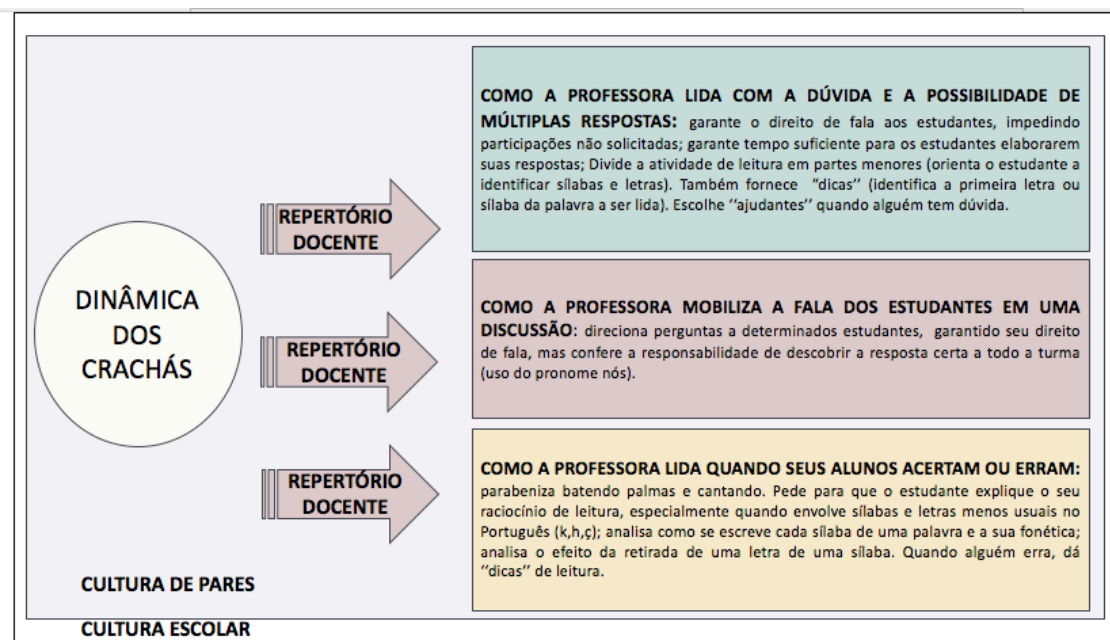 DINÂMICA
DOS
CRACHÁS
REPERTÓRIO
DOCENTE
COMO A PROFESSORA LIDA COM A DÚVIDA E A POSSIBILIDADE DE
MÚLTIPLAS RESPOSTAS: garante o direito de fala aos estudantes, impedindo
participações não solicitadas; garante tempo suficiente para os estudantes elaborarem
suas respostas; Divide a atividade de leitura em partes menores (orienta o estudante a
identificar sílabas e letras). Também fornece "dicas" (identifica a primeira letra ou
sílaba da palavra a ser lida). Escolhe "ajudantes" quando alguém tem dúvida.
REPERTÓRIO
DOCENTE
COMO A PROFESSORA MOBILIZA A FALA DOS ESTUDANTES EM UMA
DISCUSSÃO: direciona perguntas a determinados estudantes, garantido seu direito
de fala, mas confere a responsabilidade de descobrir a resposta certa a todo a turma
(uso do pronome nós).
REPERTÓRIO
DOCENTE
COMO A PROFESSORA LIDA QUANDO SEUS ALUNOS ACERTAM OU ERRAM:
parabeniza batendo palmas e cantando. Pede para que o estudante explique o seu
raciocínio de leitura, especialmente quando envolve sílabas e letras menos usuais no
Português (k,h,ç); analisa como se escreve cada sílaba de uma palavra e a sua fonética;
analisa o efeito da retirada de uma letra de uma sílaba. Quando alguém erra, dá
"dicas" de leitura.
CULTURA DE PARES
CULTURA ESCOLAR